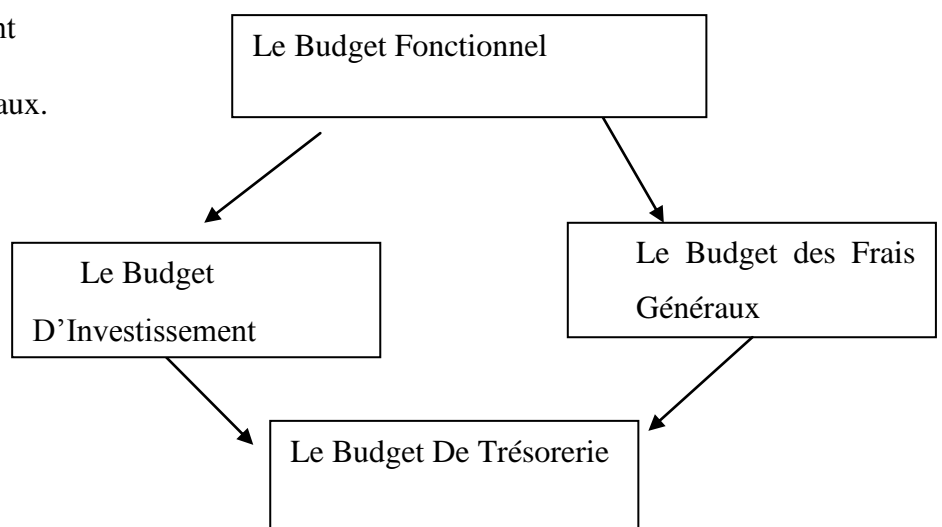 Le Budget Fonctionnel
Le Budget
D’Investissement
Le Budget des Frais
Généraux
Le Budget De Trésorerie